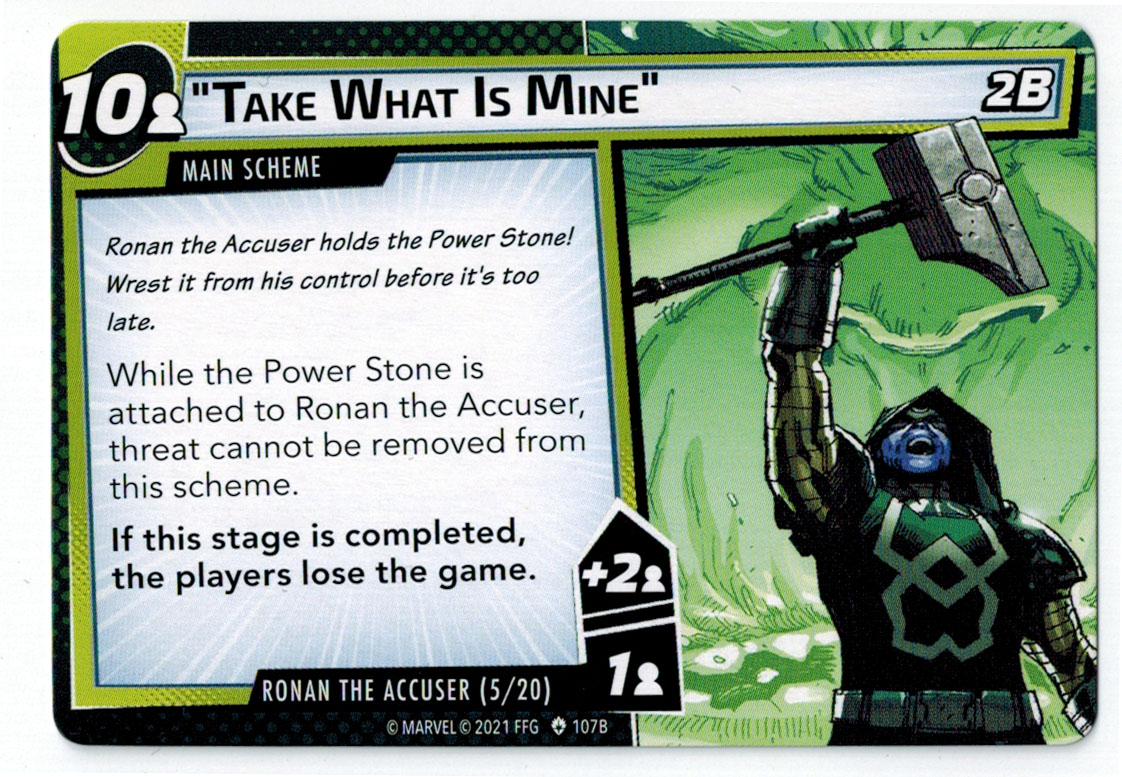 10
"Take What Is Mine"
2B
MAIN SCHEME
Ronan the Accuser holds the Power Stone!
Wrest it from his control before it's too
late.
While the Power Stone is
attached to Ronan the Accuser,
threat cannot be removed from
this scheme.
If this stage is completed,
the players lose the game.
+2
1
RONAN THE ACCUSER (5/20)
© MARVEL © 2021 FFG 107B